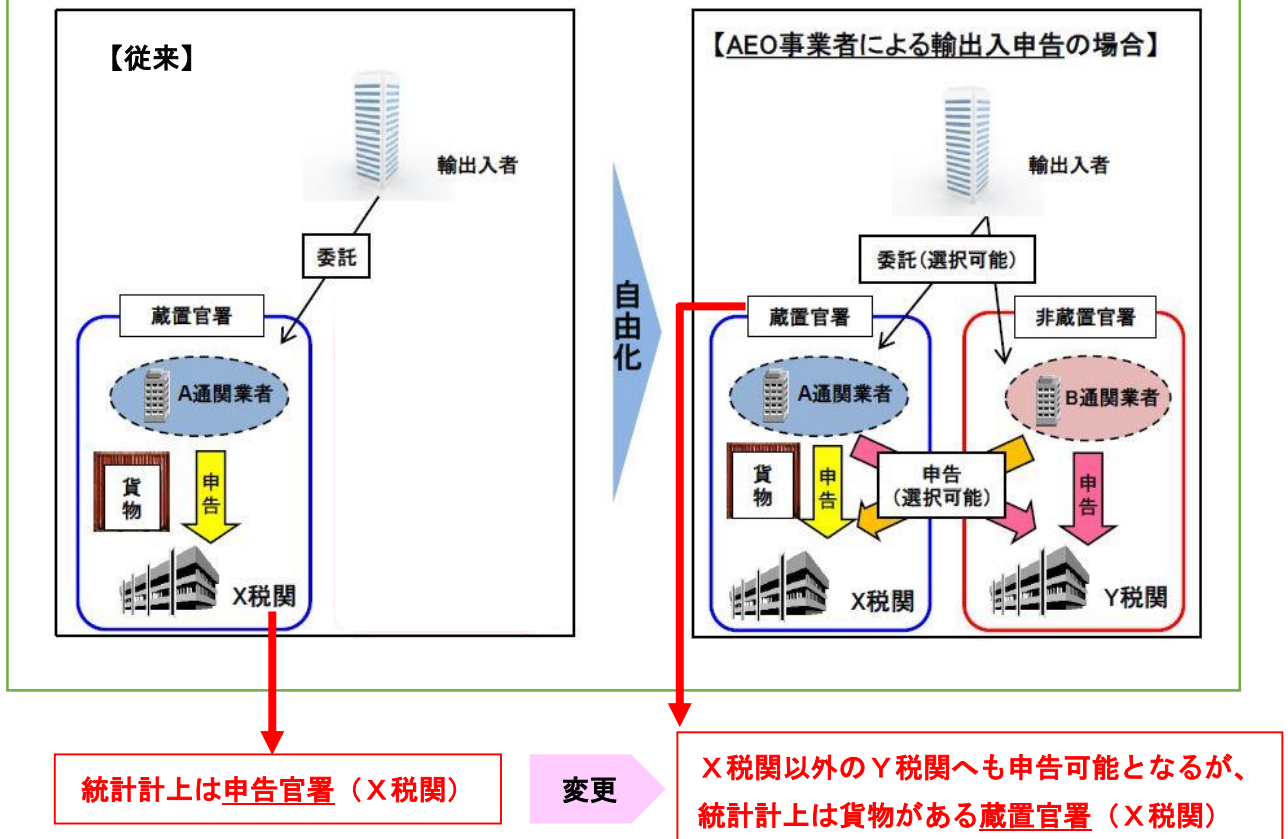 【従来】
輸出入者
委託
蔵置官署
A通関業者
貨物
申告
X税関
自由化
【AEO事業者による輸出入申告の場合】
輸出入者
委託(選択可能)
蔵置官署
非蔵置官署
A通関業者
B通関業者
貨物
申告
申告
(選択可能)
申告
X税関
Y税関
統計計上は申告官署（X税関）
変更
X税関以外のY税関へも申告可能となるが、
統計計上は貨物がある蔵置官署（X税関）